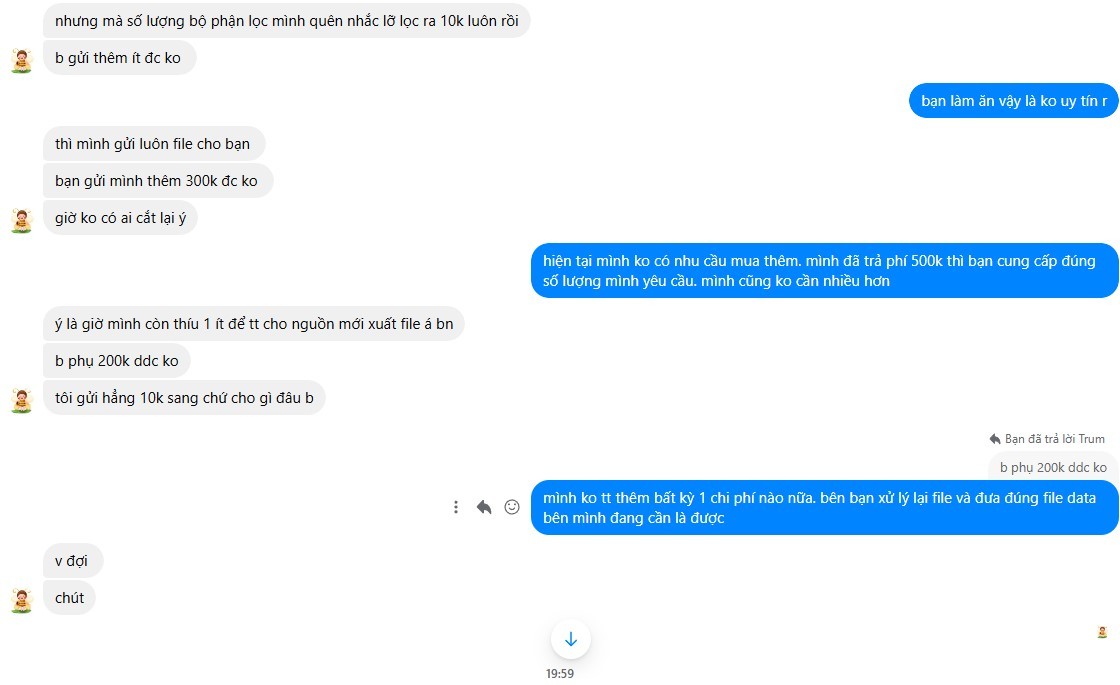 nhưng mà số lượng bộ phận lọc mình quên nhắc lỡ lọc ra 10k luôn rồi
b gửi thêm ít đc ko
bạn làm ăn vậy là ko uy tín r
thì mình gửi luôn file cho bạn
bạn gửi mình thêm 300k đc ko
giờ ko có ai cắt lại ý
hiện tại mình ko có nhu cầu mua thêm. mình đã trả phí 500k thì bạn cung cấp đúng
số lượng mình yêu cầu. mình cũng ko cần nhiều hơn
ý là giờ mình còn thíu 1 ít để tt cho nguồn mới xuất file á bn
b phụ 200k ddc ko
tôi gửi hẳng 10k sang chứ cho gì đâu b
Bạn đã trả lời Trum
b phụ 200k ddc ko
mình ko tt thêm bất kỳ 1 chi phí nào nữa. bên bạn xử lý lại file và đưa đúng file data
bên mình đang cần là được
v đợi
chút
19:59